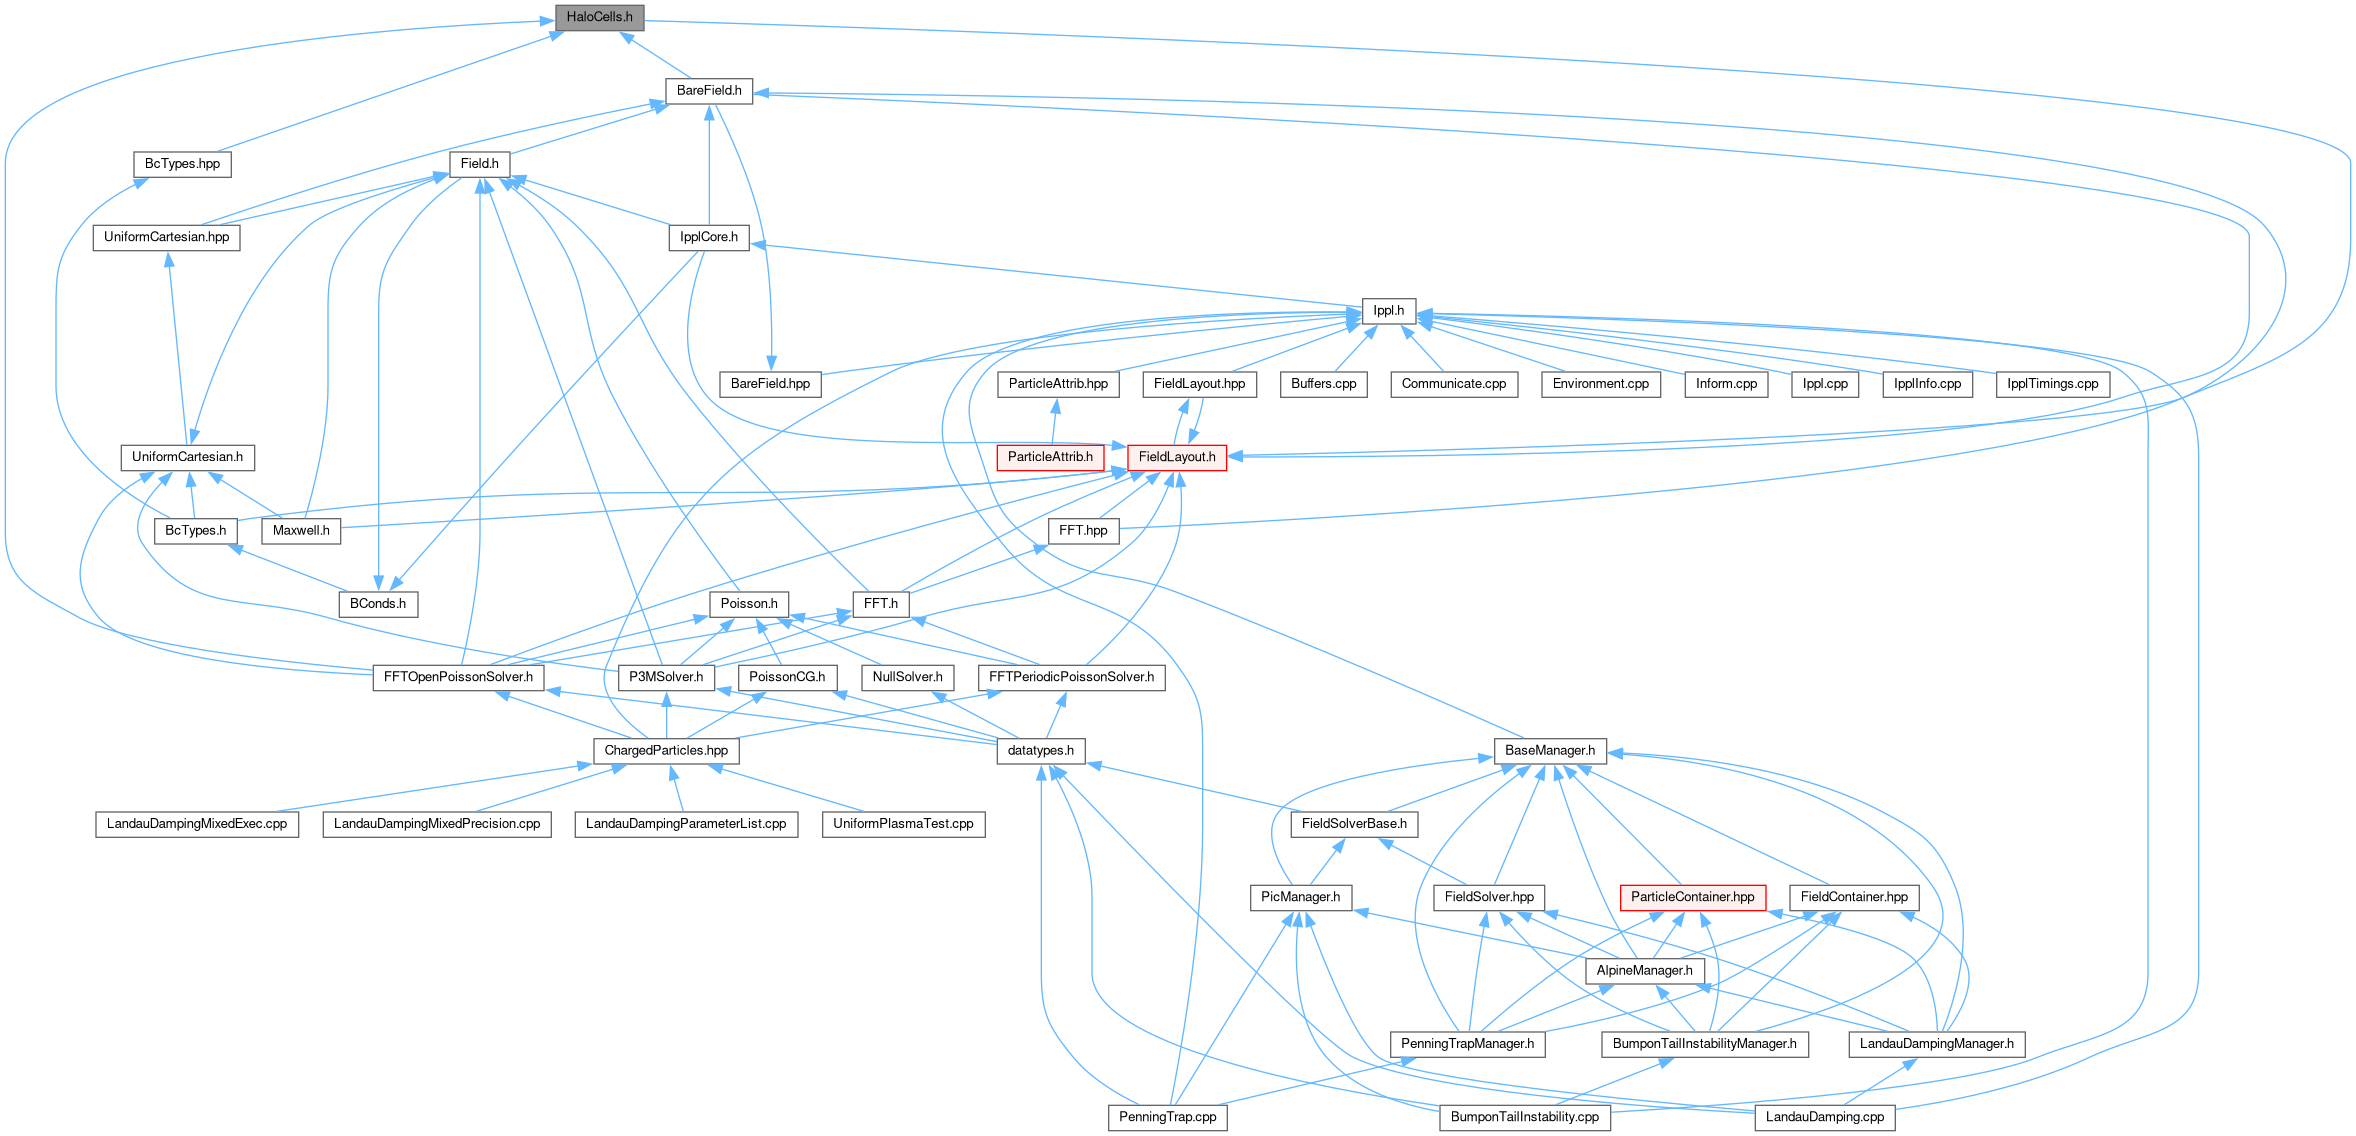 HaloCells.h
BareField.h
BcTypes.hpp
Field.h
UniformCartesian.hpp
IpplCore.h
Ippl.h
BareField.hpp
ParticleAttrib.hpp
FieldLayout.hpp
Buffers.cpp
Communicate.cpp
Environment.cpp
Inform.cpp
Ippl.cpp
IpplInfo.cpp
IpplTimings.cpp
UniformCartesian.h
ParticleAttrib.h
FieldLayout.h
BcTypes.h
Maxwell.h
FFT.hpp
BConds.h
Poisson.h
FFT.h
FFTOpenPoissonSolver.h
P3MSolver.h
PoissonCG.h
NullSolver.h
FFTPeriodicPoissonSolver.h
ChargedParticles.hpp
datatypes.h
BaseManager.h
LandauDampingMixedExec.cpp
LandauDampingMixedPrecision.cpp
LandauDampingParameterList.cpp
UniformPlasmaTest.cpp
FieldSolverBase.h
PicManager.h
FieldSolver.hpp
ParticleContainer.hpp
FieldContainer.hpp
AlpineManager.h
PenningTrapManager.h
BumponTailInstabilityManager.h
LandauDampingManager.h
PenningTrap.cpp
BumponTailInstability.cpp
LandauDamping.cpp